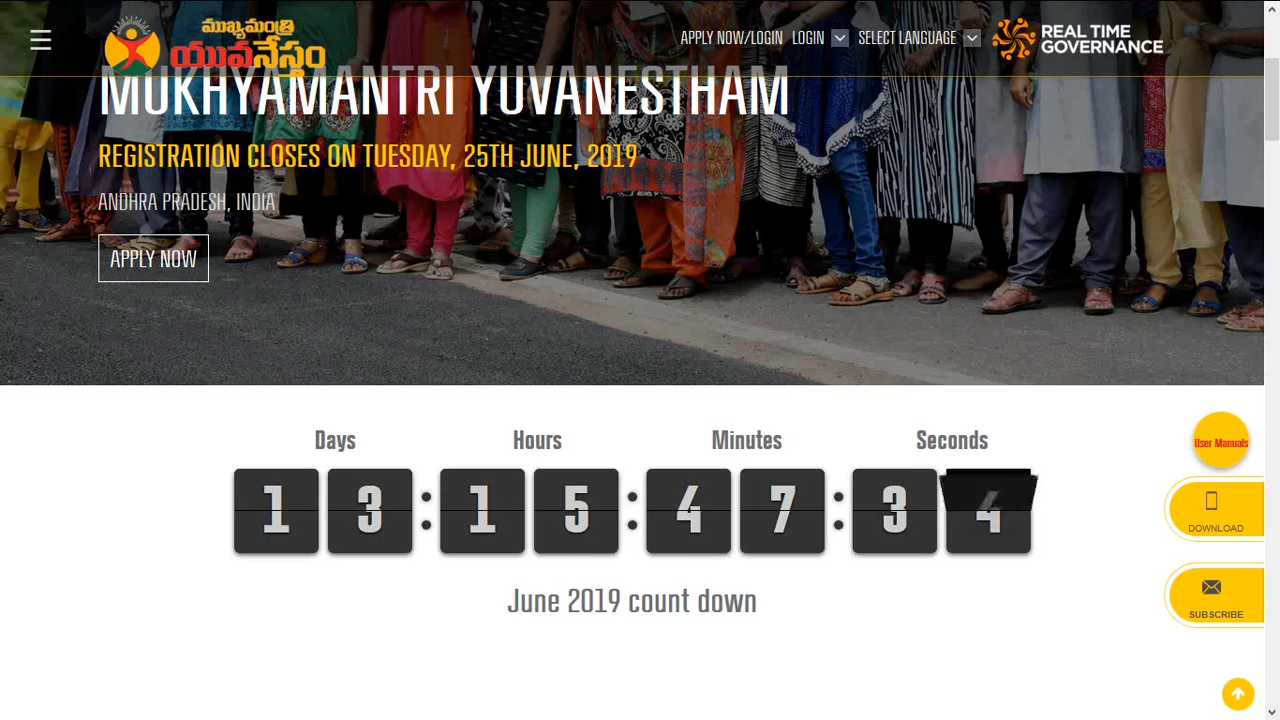 ముఖ్యమంత్రి
యువనేస్తం
APPLY NOW/LOGIN LOGIN SELECT LANGUAGE
REAL TIME
GOVERNANCE
MUKHYAMANTRI YUVANESTHAM
REGISTRATION CLOSES ON TUESDAY, 25TH JUNE, 2019
ANDHRA PRADESH, INDIA
APPLY NOW
Days Hours Minutes Seconds
1 3 : 1 5 : 4 7 : 3 4
June 2019 count down
User Manuals
DOWNLOAD
SUBSCRIBE